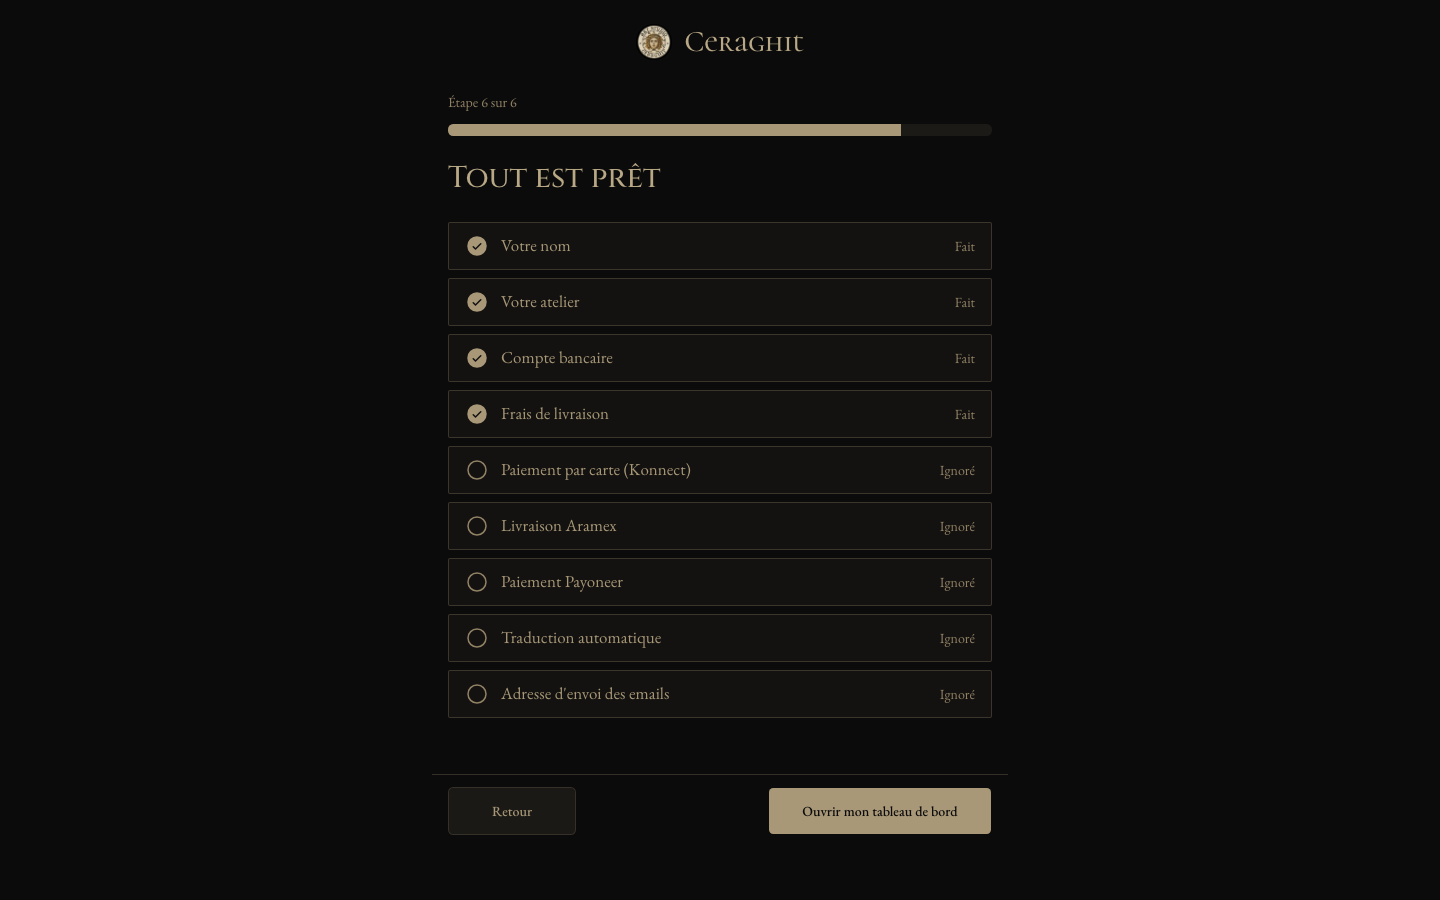 Ceraghit
Étape 6 sur 6
Tout est prêt
Votre nom Fait
Votre atelier Fait
Compte bancaire Fait
Frais de livraison Fait
Paiement par carte (Konnect) Ignoré
Livraison Aramex Ignoré
Paiement Payoneer Ignoré
Traduction automatique Ignoré
Adresse d'envoi des emails Ignoré
Retour Ouvrir mon tableau de bord